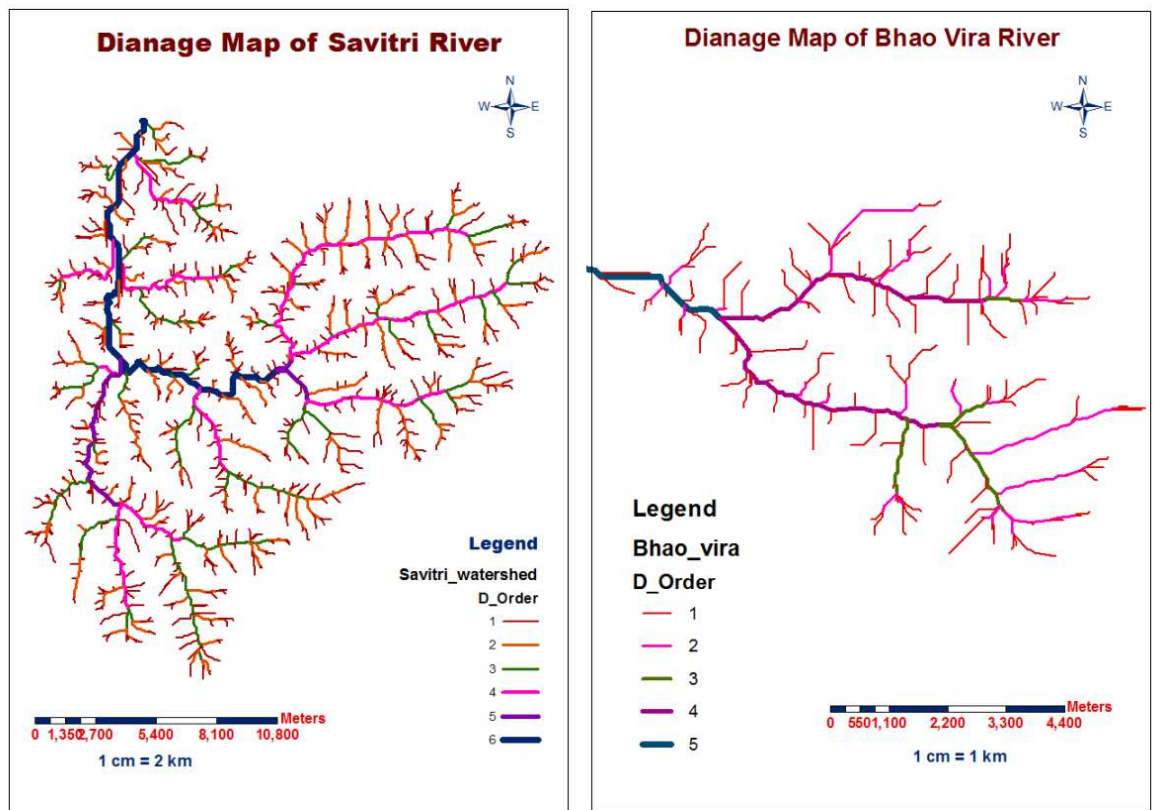 Dianage Map of Savitri River
N
W E
S
Legend
Savitri_watershed
D_Order
1
2
3
4
5
6
Meters
0 1,350 2,700 5,400 8,100 10,800
1 cm = 2 km
Dianage Map of Bhao Vira River
N
W E
S
Legend
Bhao_vira
D_Order
1
2
3
4
5
Meters
0 550 1,100 2,200 3,300 4,400
1 cm = 1 km